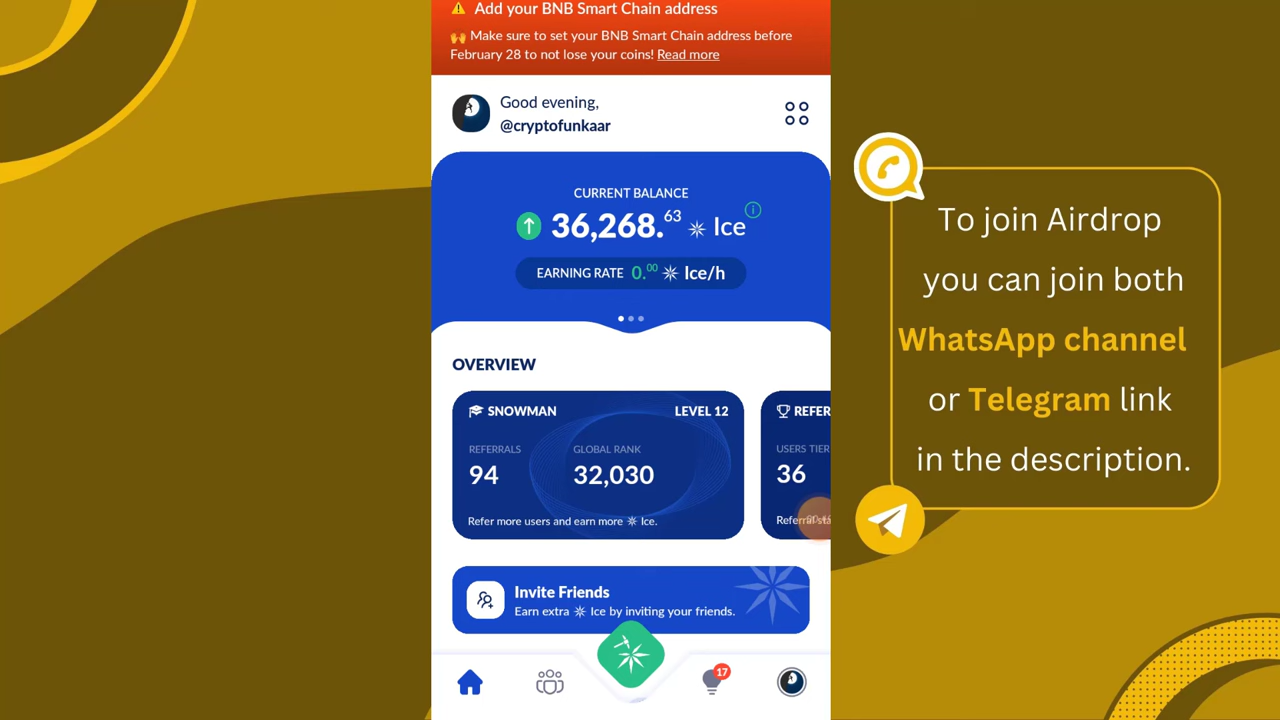 Add your BNB Smart Chain address
Make sure to set your BNB Smart Chain address before
February 28 to not lose your coins! Read more
Good evening,
@cryptofunkaar
CURRENT BALANCE
36,268.63 Ice
EARNING RATE 0.00 Ice/h
OVERVIEW
SNOWMAN LEVEL 12
REFERRALS GLOBAL RANK
94 32,030
Refer more users and earn more Ice.
REFER
USERS TIER
36
Invite Friends
Earn extra Ice by inviting your friends.
17
To join Airdrop
you can join both
WhatsApp channel
or Telegram link
in the description.